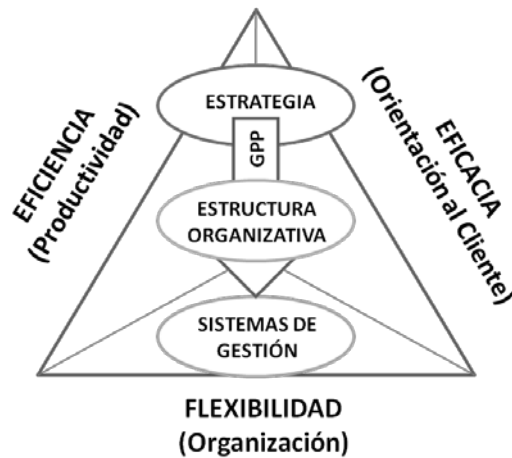 ESTRATEGIA
GPP
ESTRUCTURA
ORGANIZATIVA
SISTEMAS DE
GESTIÓN
EFICIENCIA
(Productividad)
EFICACIA
(Orientación al Cliente)
FLEXIBILIDAD
(Organización)